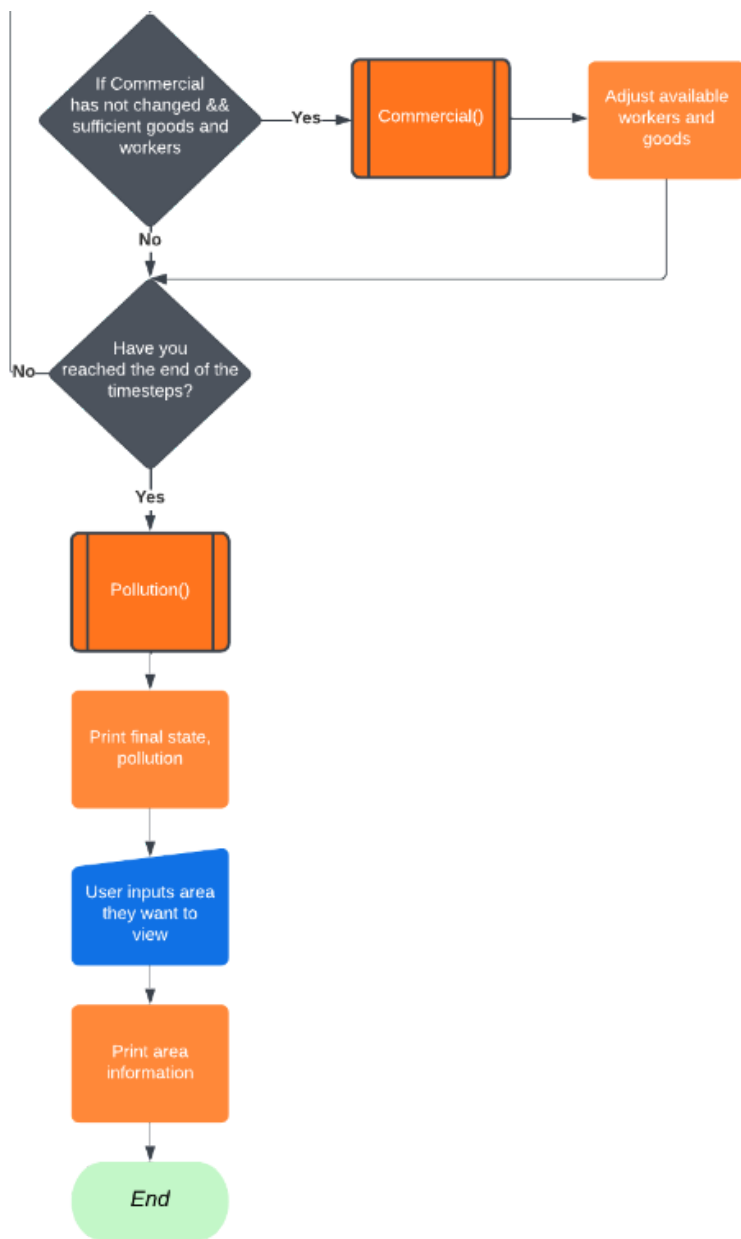 If Commercial
has not changed &&
sufficient goods and
workers
Yes
Commercial()
Adjust available
workers and
goods
No
Have you
reached the end of the
timesteps?
No
Yes
Pollution()
Print final state,
pollution
User inputs area
they want to
view
Print area
information
End